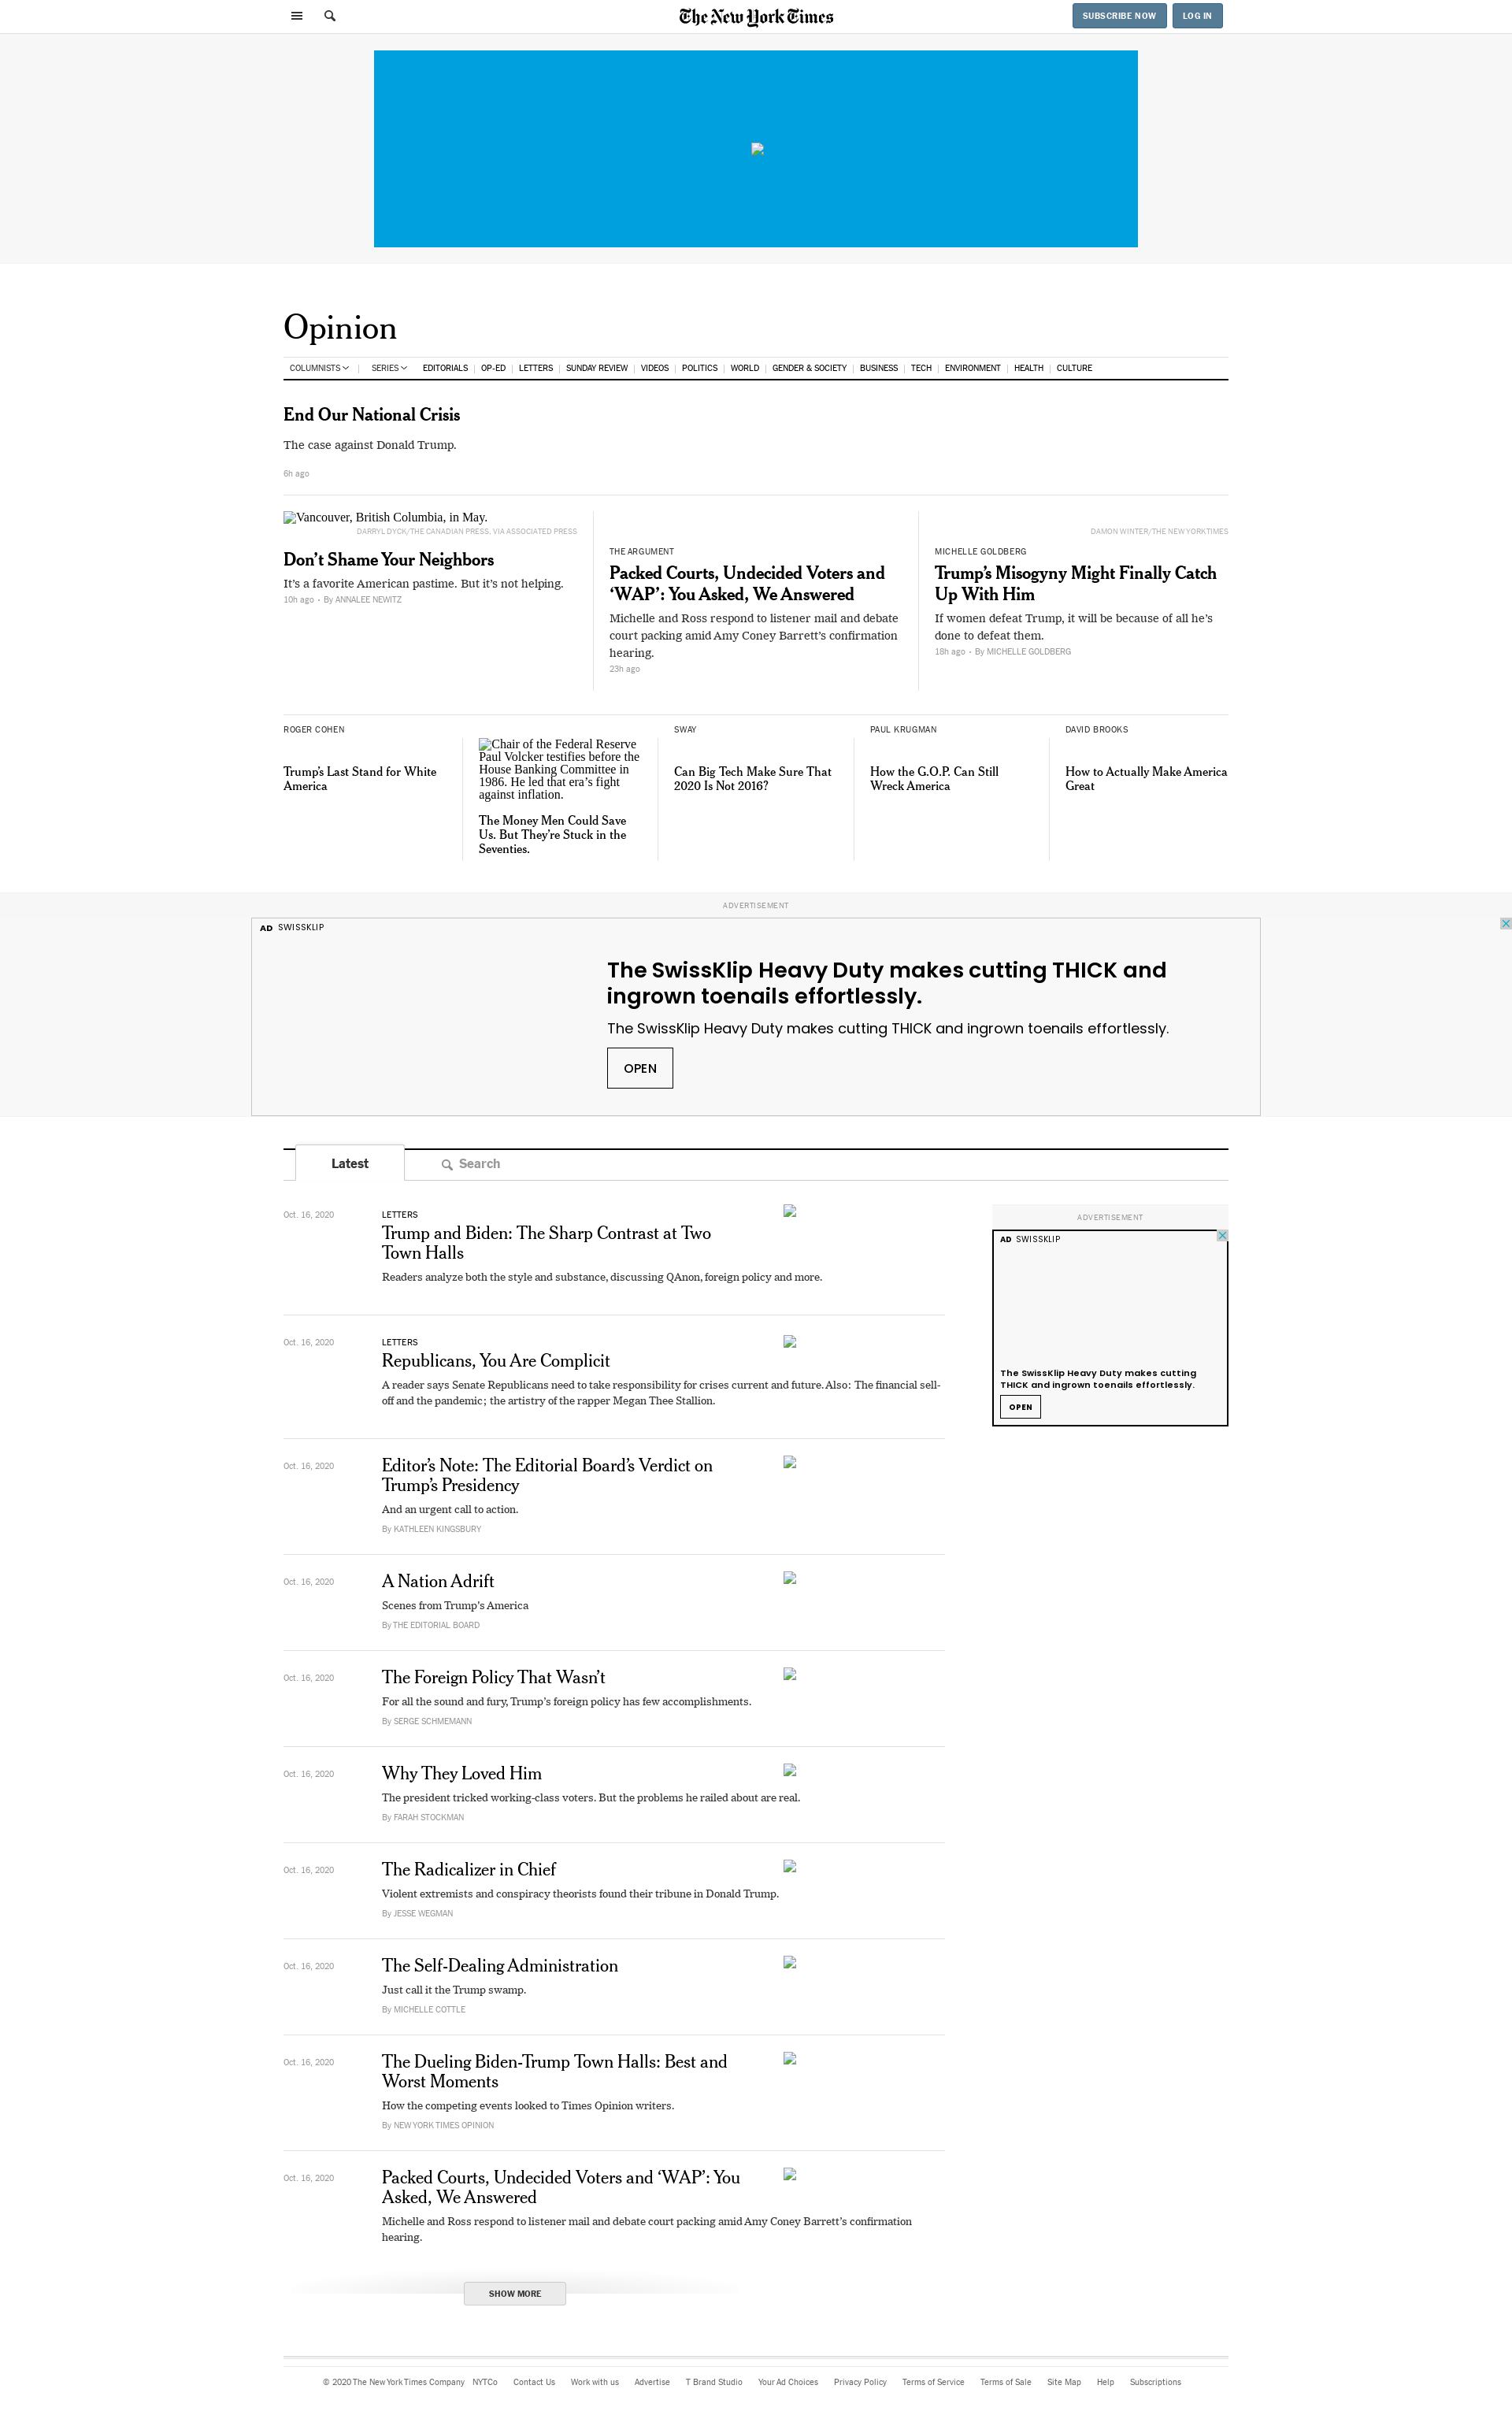 The New York Times
SUBSCRIBE NOW
LOG IN
Opinion
COLUMNISTS
SERIES
EDITORIALS
OP-ED
LETTERS
SUNDAY REVIEW
VIDEOS
POLITICS
WORLD
GENDER & SOCIETY
BUSINESS
TECH
ENVIRONMENT
HEALTH
CULTURE
End Our National Crisis
The case against Donald Trump.
6h ago
Vancouver, British Columbia, in May.
DARRYL DYCK/THE CANADIAN PRESS, VIA ASSOCIATED PRESS
Don’t Shame Your Neighbors
It’s a favorite American pastime. But it’s not helping.
10h ago • By ANNALEE NEWITZ
THE ARGUMENT
Packed Courts, Undecided Voters and
‘WAP’: You Asked, We Answered
Michelle and Ross respond to listener mail and debate
court packing amid Amy Coney Barrett’s confirmation
hearing.
23h ago
DAMON WINTER/THE NEW YORK TIMES
MICHELLE GOLDBERG
Trump’s Misogyny Might Finally Catch
Up With Him
If women defeat Trump, it will be because of all he’s
done to defeat them.
18h ago • By MICHELLE GOLDBERG
ROGER COHEN
Trump’s Last Stand for White
America
Chair of the Federal Reserve
Paul Volcker testifies before the
House Banking Committee in
1986. He led that era’s fight
against inflation.
The Money Men Could Save
Us. But They’re Stuck in the
Seventies.
SWAY
Can Big Tech Make Sure That
2020 Is Not 2016?
PAUL KRUGMAN
How the G.O.P. Can Still
Wreck America
DAVID BROOKS
How to Actually Make America
Great
ADVERTISEMENT
AD SWISSKLIP
The SwissKlip Heavy Duty makes cutting THICK and
ingrown toenails effortlessly.
The SwissKlip Heavy Duty makes cutting THICK and ingrown toenails effortlessly.
OPEN
Latest
Search
Oct. 16, 2020
LETTERS
Trump and Biden: The Sharp Contrast at Two
Town Halls
Readers analyze both the style and substance, discussing QAnon, foreign policy and more.
Oct. 16, 2020
LETTERS
Republicans, You Are Complicit
A reader says Senate Republicans need to take responsibility for crises current and future. Also: The financial sell-
off and the pandemic; the artistry of the rapper Megan Thee Stallion.
Oct. 16, 2020
Editor’s Note: The Editorial Board’s Verdict on
Trump’s Presidency
And an urgent call to action.
By KATHLEEN KINGSBURY
Oct. 16, 2020
A Nation Adrift
Scenes from Trump’s America
By THE EDITORIAL BOARD
Oct. 16, 2020
The Foreign Policy That Wasn’t
For all the sound and fury, Trump’s foreign policy has few accomplishments.
By SERGE SCHMEMANN
Oct. 16, 2020
Why They Loved Him
The president tricked working-class voters. But the problems he railed about are real.
By FARAH STOCKMAN
Oct. 16, 2020
The Radicalizer in Chief
Violent extremists and conspiracy theorists found their tribune in Donald Trump.
By JESSE WEGMAN
Oct. 16, 2020
The Self-Dealing Administration
Just call it the Trump swamp.
By MICHELLE COTTLE
Oct. 16, 2020
The Dueling Biden-Trump Town Halls: Best and
Worst Moments
How the competing events looked to Times Opinion writers.
By NEW YORK TIMES OPINION
Oct. 16, 2020
Packed Courts, Undecided Voters and ‘WAP’: You
Asked, We Answered
Michelle and Ross respond to listener mail and debate court packing amid Amy Coney Barrett’s confirmation
hearing.
SHOW MORE
ADVERTISEMENT
AD SWISSKLIP
The SwissKlip Heavy Duty makes cutting
THICK and ingrown toenails effortlessly.
OPEN
© 2020 The New York Times Company
NYTCo
Contact Us
Work with us
Advertise
T Brand Studio
Your Ad Choices
Privacy Policy
Terms of Service
Terms of Sale
Site Map
Help
Subscriptions